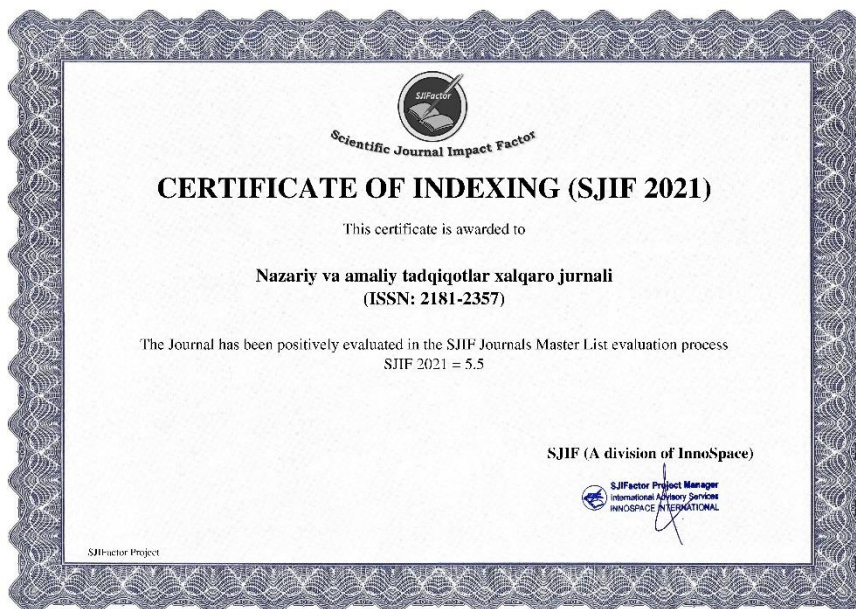 SJIFactor
Scientific Journal Impact Factor
CERTIFICATE OF INDEXING (SJIF 2021)
This certificate is awarded to
Nazariy va amaliy tadqiqotlar xalqaro jurnali
(ISSN: 2181-2357)
The Journal has been positively evaluated in the SJIF Journals Master List evaluation process
SJIF 2021 = 5.5
SJIF (A division of InnoSpace)
SJIFactor Project Manager
International Advisory Services
INNOSPACE INTERNATIONAL
SJIFactor Project